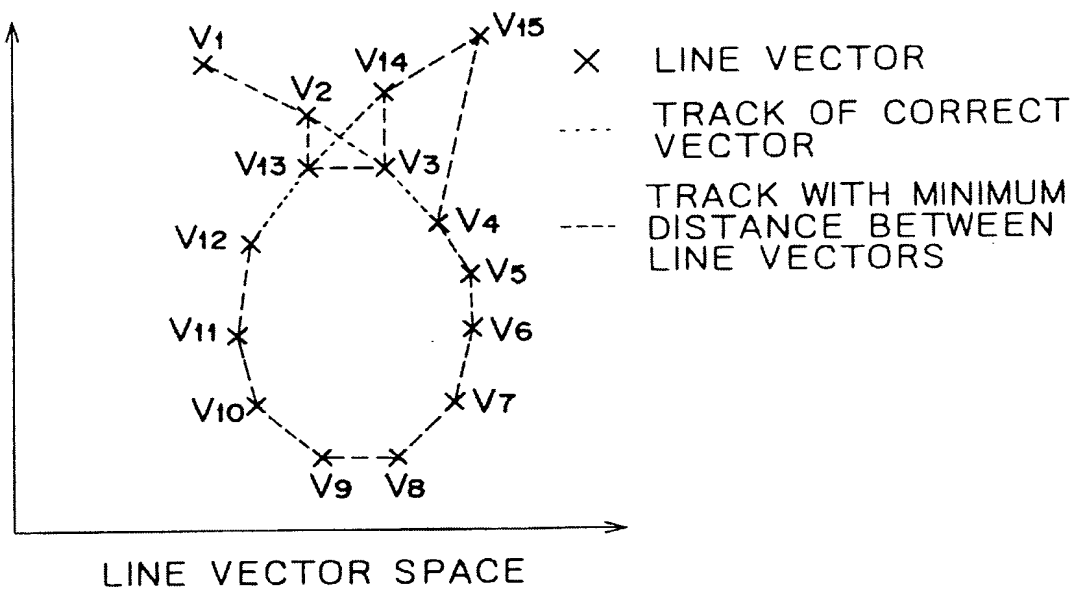 V1
V15
V14
V2
V13
V3
V4
V12
V5
V11
V6
V10
V7
V9
V8
LINE VECTOR
TRACK OF CORRECT
VECTOR
TRACK WITH MINIMUM
DISTANCE BETWEEN
LINE VECTORS
LINE VECTOR SPACE